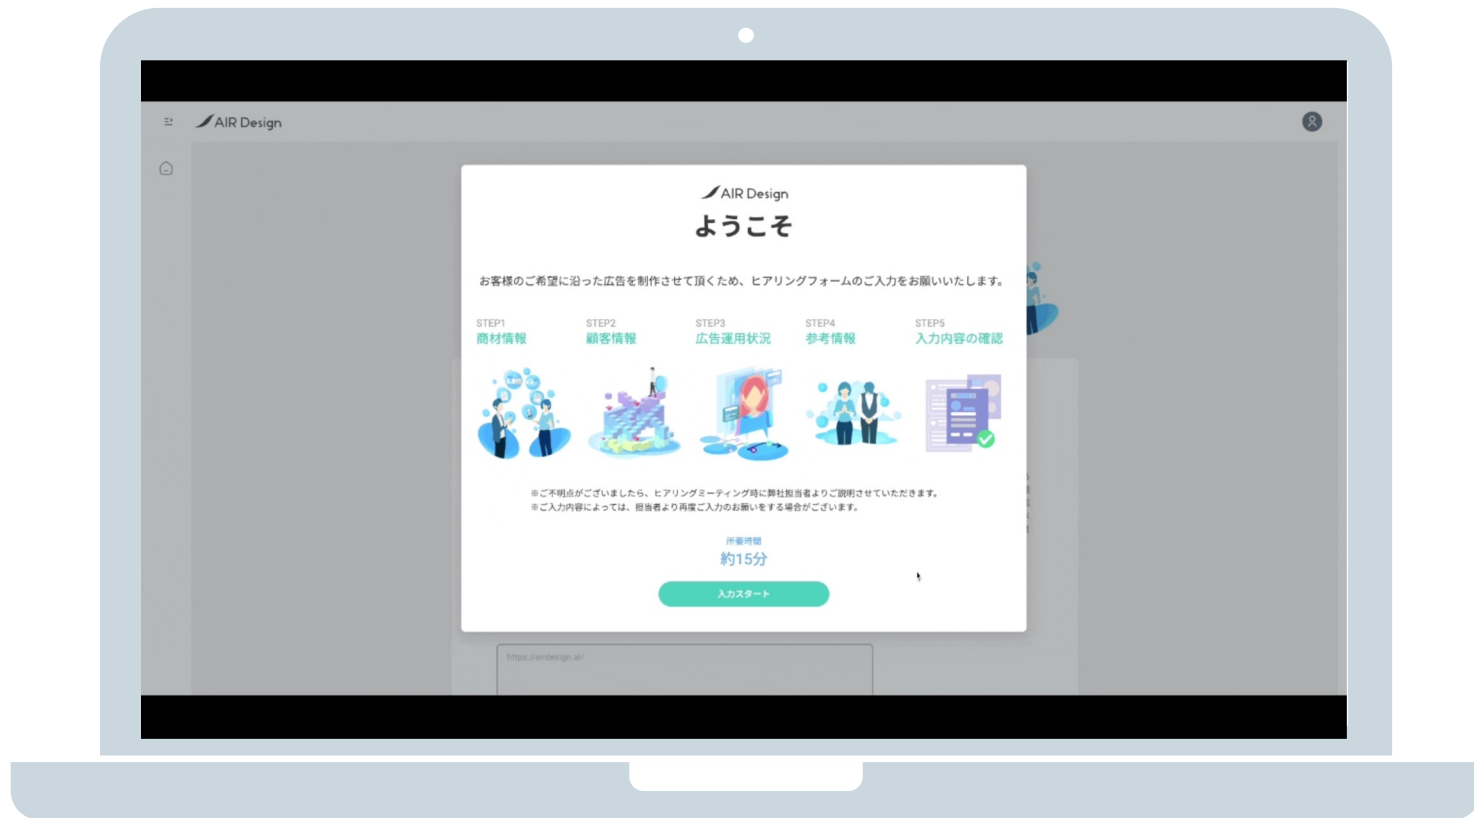 AIR Design
AIR Design
ようこそ
お客様のご希望に沿った広告を制作させて頂くため、ヒアリングフォームのご入力をお願いいたします。
STEP1
商材情報
STEP2
顧客情報
STEP3
広告運用状況
STEP4
参考情報
STEP5
入力内容の確認
※ご不明点がございましたら、ヒアリングミーティング時に弊社担当者よりご説明させていただきます。
※ご入力内容によっては、担当者より再度ご入力のお願いをする場合がございます。
所要時間
約15分
入力スタート
https://airdesign.ai/